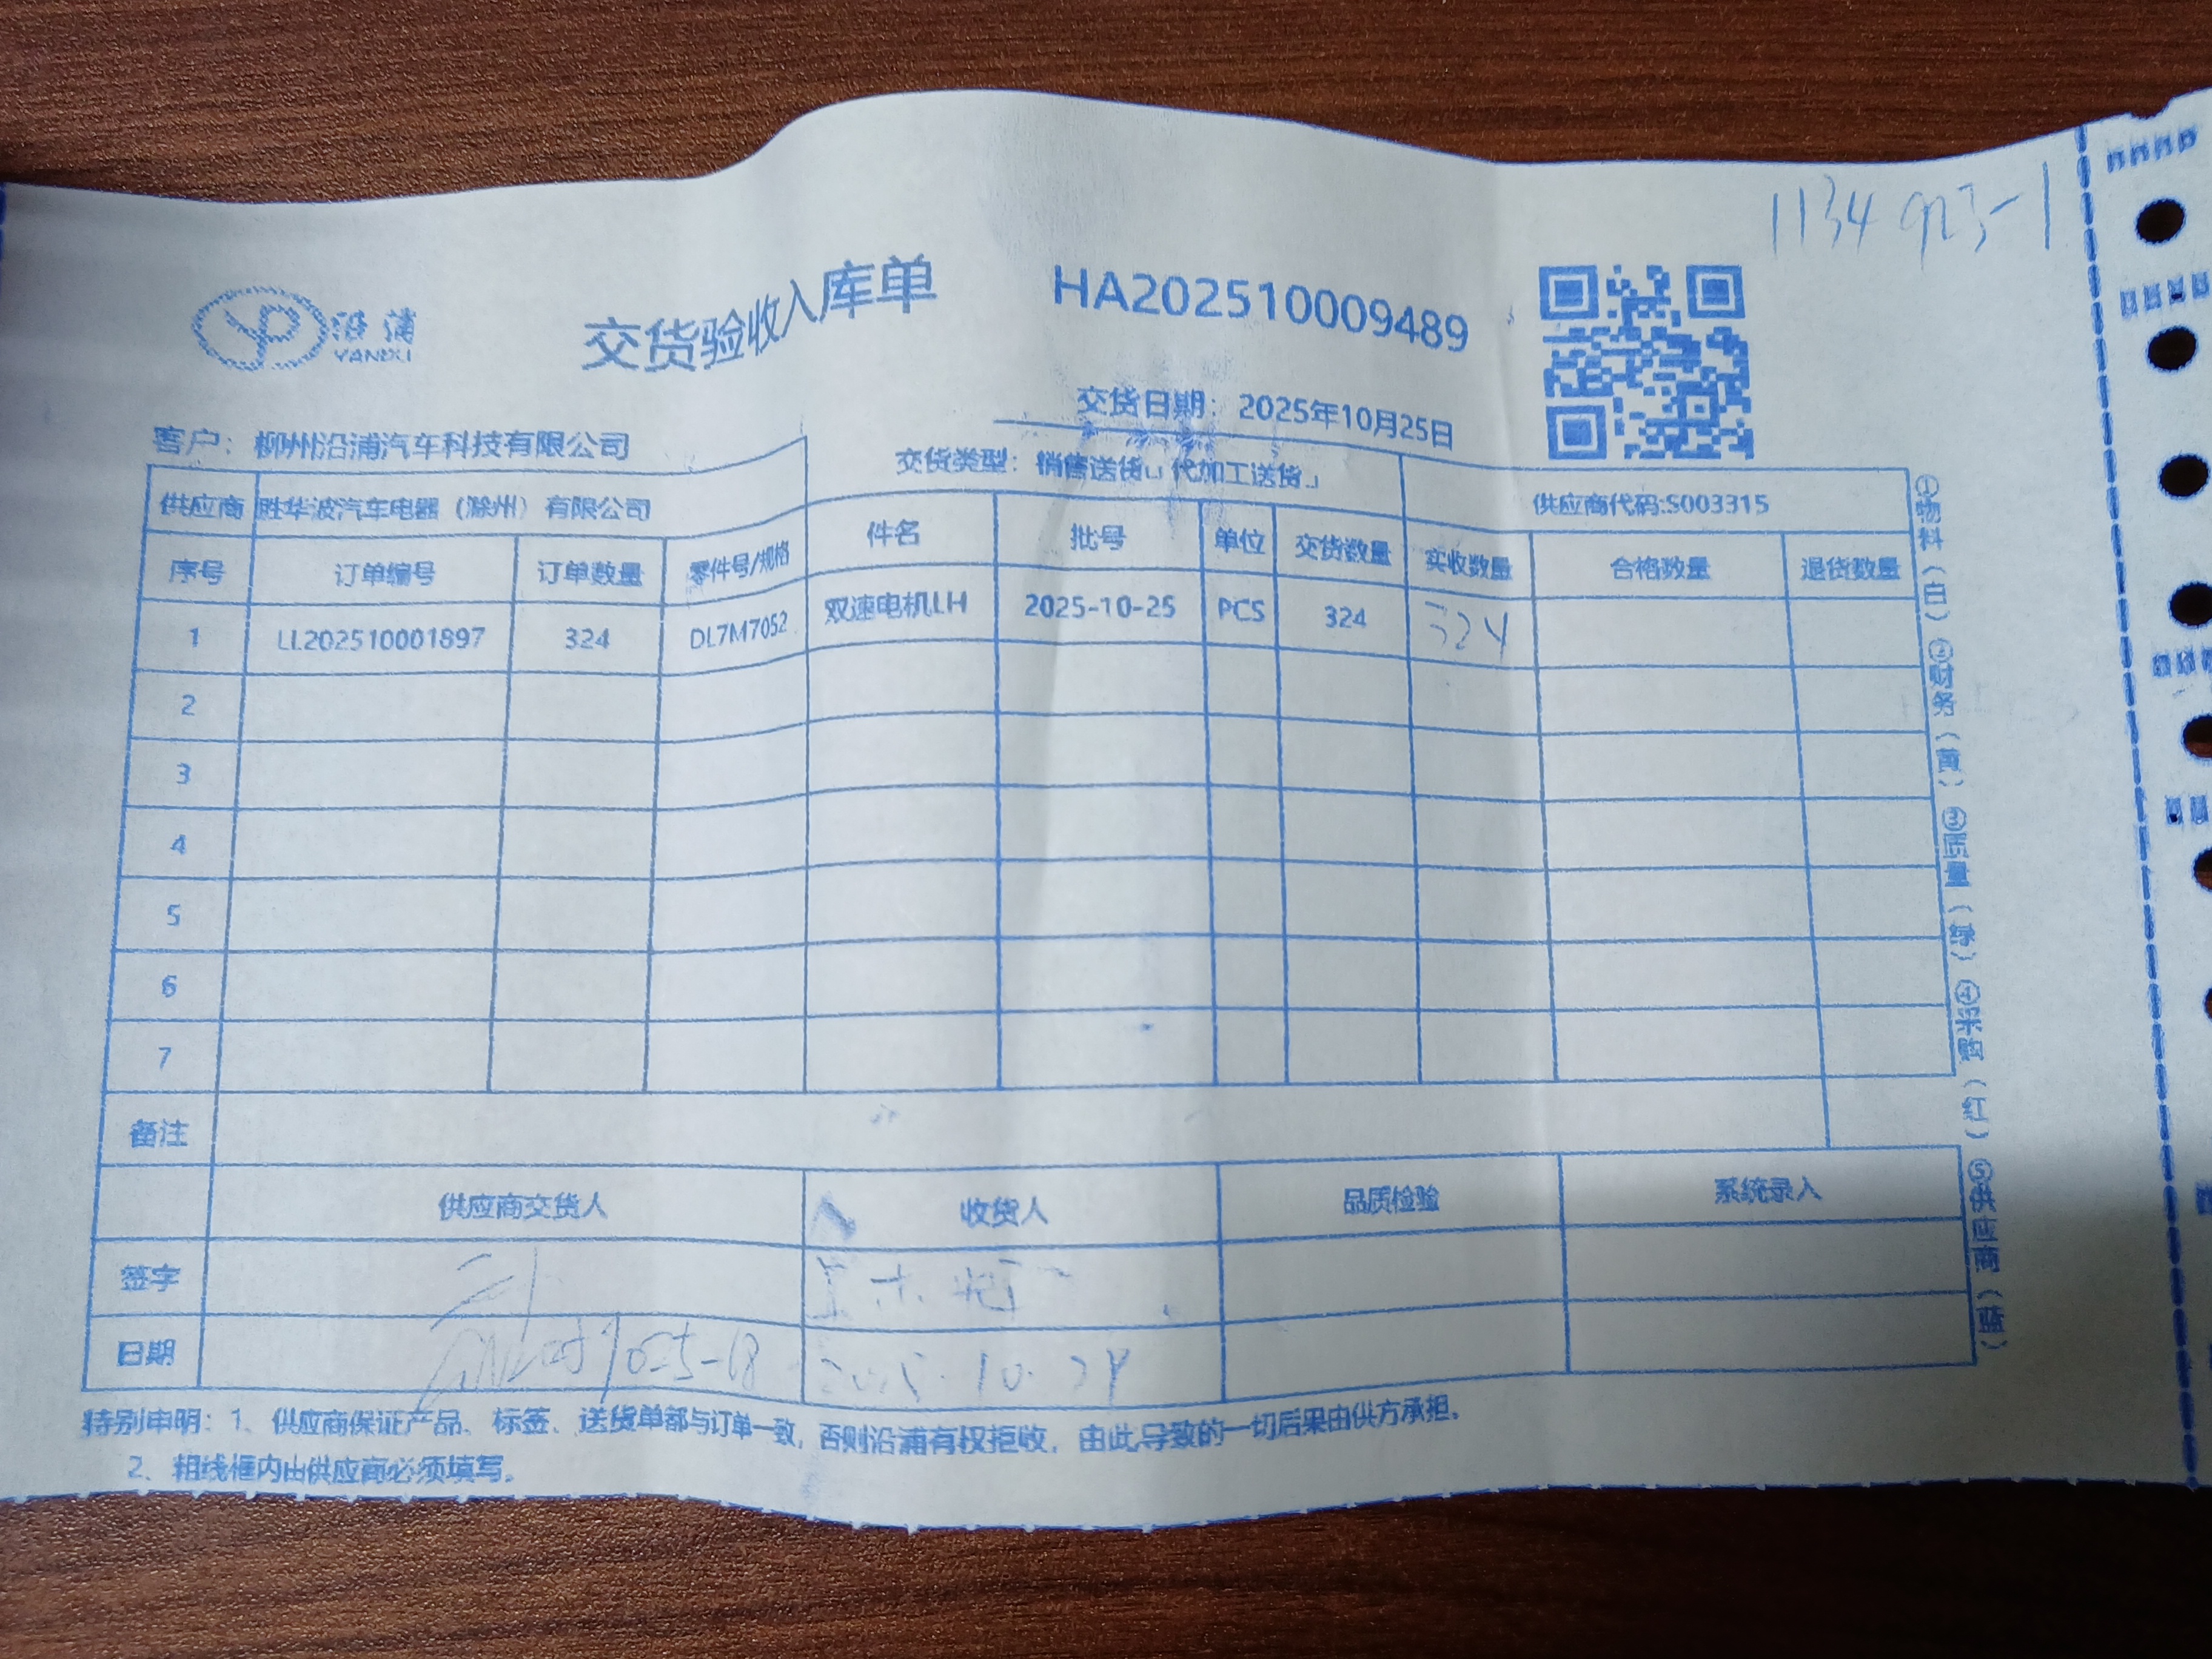 1134923-1
沿浦
YANPU
交货验收入库单
HA202510009489
交货日期：2025年10月25日
客户：柳州沿浦汽车科技有限公司
交货类型：销售送货 代加工送货
供应商 胜华波汽车电器（滁州）有限公司 供应商代码:S003315
序号 订单编号 订单数量 零件号/规格 件名 批号 单位 交货数量 实收数量 合格数量 退货数量
1 LL202510001897 324 DL7M7052 双速电机LH 2025-10-25 PCS 324 324
2
3
4
5
6
7
备注
供应商交货人 收货人 品质检验 系统录入
签字
日期 2025.10.24
特别申明：1、供应商保证产品、标签、送货单都与订单一致，否则沿浦有权拒收，由此导致的一切后果由供方承担。
2、粗线框内由供应商必须填写。
①物料（白）②财务（黄）③质量（绿）④采购（红）⑤供应商（蓝）